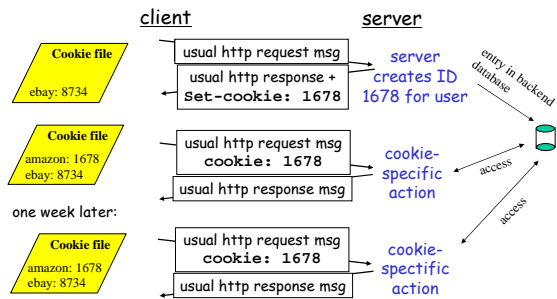 client
server
Cookie file
ebay: 8734
usual http request msg
usual http response +
Set-cookie: 1678
server
creates ID
1678 for user
entry in backend
database
Cookie file
amazon: 1678
ebay: 8734
usual http request msg
cookie: 1678
usual http response msg
cookie-
specific
action
access
one week later:
Cookie file
amazon: 1678
ebay: 8734
usual http request msg
cookie: 1678
usual http response msg
cookie-
spectific
action
access